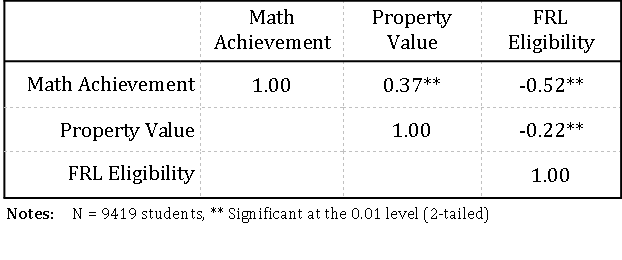 Math Achievement Property Value FRL Eligibility
Math Achievement 1.00 0.37** -0.52**
Property Value 1.00 -0.22**
FRL Eligibility 1.00
Notes: N = 9419 students, ** Significant at the 0.01 level (2-tailed)